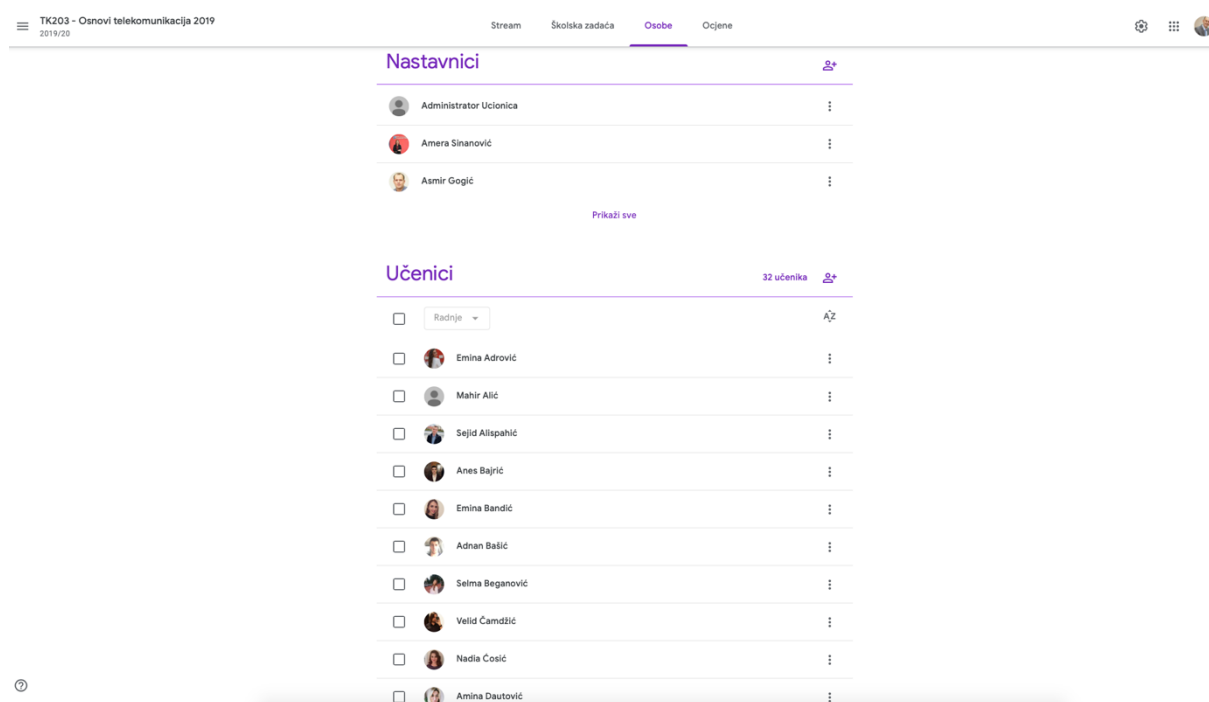 TK203 - Osnovi telekomunikacija 2019
2019/20
Stream Školska zadaća Osobe Ocjene
Nastavnici
Administrator Ucionica
Amera Sinanović
Asmir Gogić
Prikaži sve
Učenici 32 učenika
Radnje
Emina Adrović
Mahir Alić
Sejid Alispahić
Anes Bajrić
Emina Bandić
Adnan Bašić
Selma Beganović
Velid Čamdžić
Nadia Ćosić
Amina Dautović